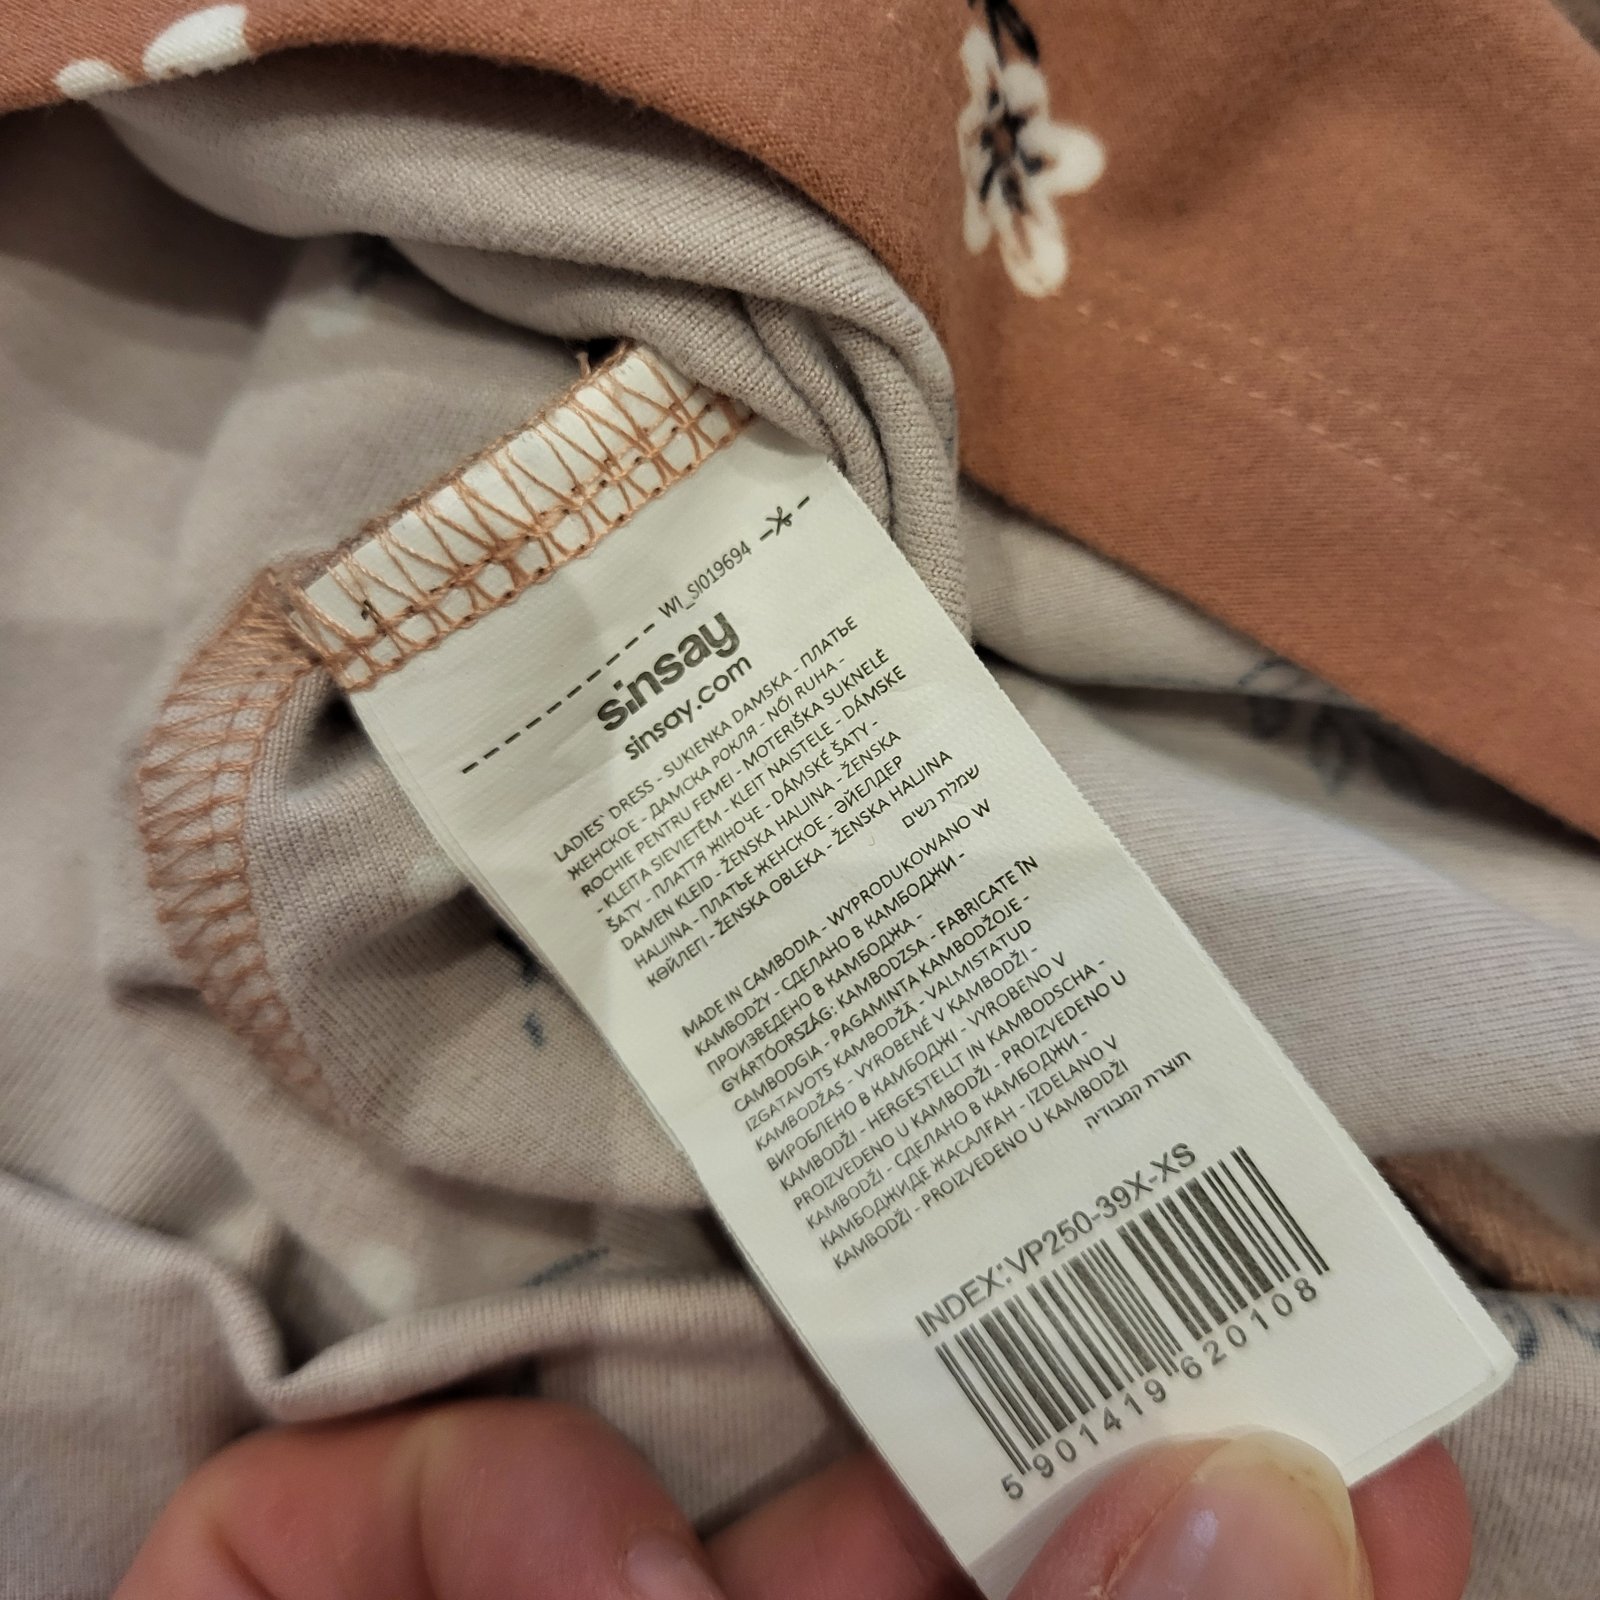 WI_SI019694
sinsay
sinsay.com
LADIES` DRESS - SUKIENKA DAMSKA - ПЛАТЬЕ
ЖЕНСКОЕ - ДАМСКА РОКЛЯ - NŐI RUHA -
ROCHIE PENTRU FEMEI - MOTERIŠKA SUKNELĖ
- KLEITA SIEVIETĒM - KLEIT NAISTELE - DÁMSKE
ŠATY - ПЛАТТЯ ЖІНОЧЕ - DÁMSKÉ ŠATY -
DAMEN KLEID - ŽENSKA HALJINA - ŽENSKA
HALJINA - ПЛАТЬЕ ЖЕНСКОЕ - ӘЙЕЛДЕР
КӨЙЛЕГІ - ŽENSKA OBLEKA - ŽENSKA HALJINA
שמלת נשים
MADE IN CAMBODIA - WYPRODUKOWANO W
KAMBODŻY - СДЕЛАНО В КАМБОДЖИ -
ПРОИЗВЕДЕНО В КАМБОДЖА -
GYÁRTÓORSZÁG: KAMBODZSA - FABRICATE ÎN
CAMBODGIA - PAGAMINTA KAMBODŽOJE -
IZGATAVOTS KAMBODŽĀ - VALMISTATUD
KAMBODŽAS - VYROBENÉ V KAMBODŽI -
ВИРОБЛЕНО В КАМБОДЖІ - VYROBENO V
KAMBODŽI - HERGESTELLT IN KAMBODSCHA -
PROIZVEDENO U KAMBODŽI - PROIZVEDENO U
KAMBODŽI - СДЕЛАНО В КАМБОДЖИ -
КАМБОДЖИДЕ ЖАСАЛҒАН - IZDELANO V
KAMBODŽI - PROIZVEDENO U KAMBODŽI
תוצרת קמבודיה
INDEX: VP250-39X-XS
5 901419 620108